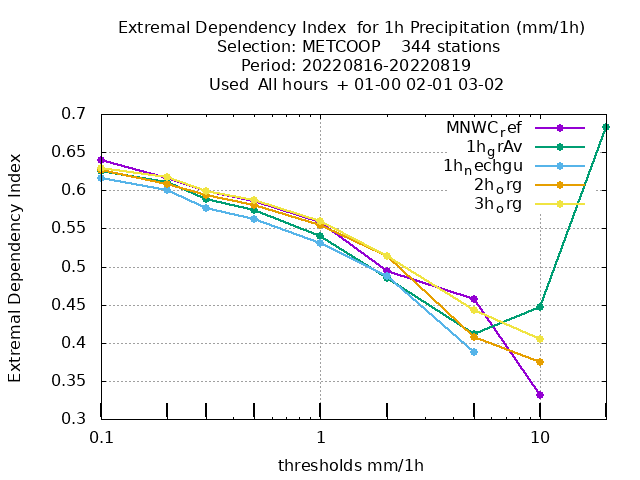 Extremal Dependency Index  for 1h Precipitation (mm/1h)
Selection: METCOOP    344 stations
Period: 20220816-20220819
Used  All hours  + 01-00 02-01 03-02
0.7
0.65
0.6
0.55
0.5
0.45
0.4
0.35
0.3
Extremal Dependency Index
MNWC_ref
1h_grAv
1h_nechgu
2h_org
3h_org
0.1 1 10
thresholds mm/1h